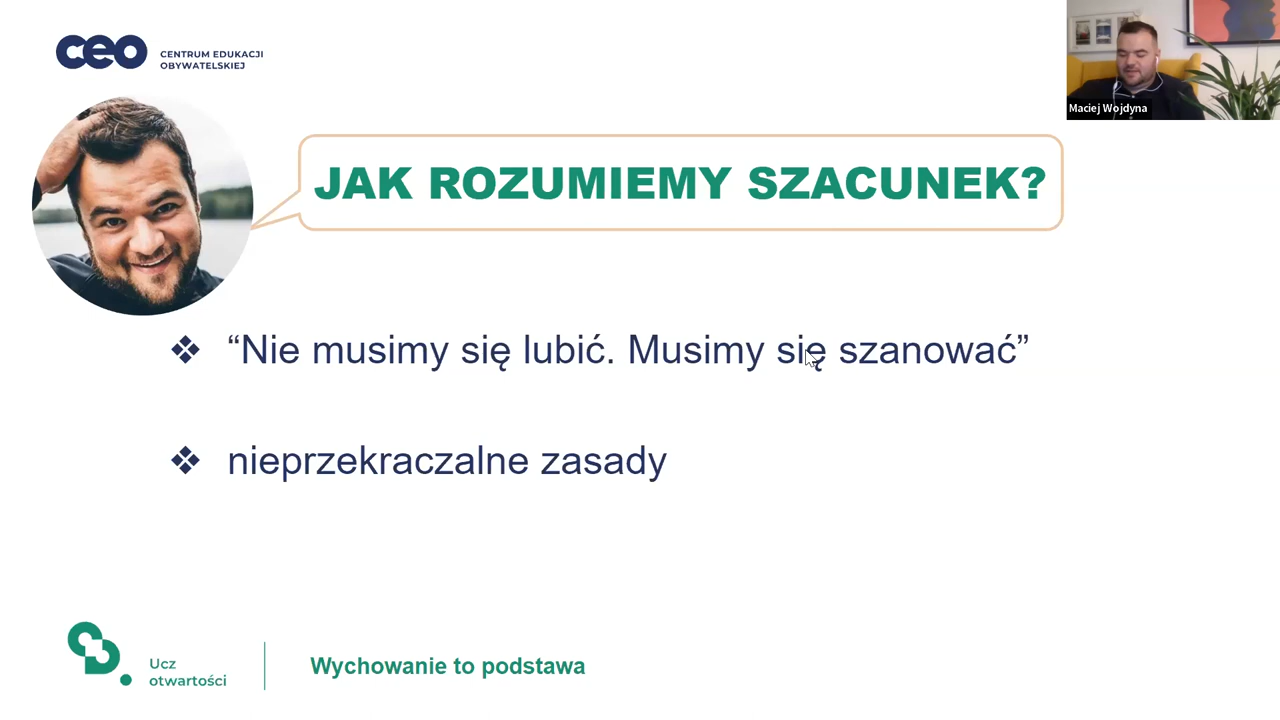 ceo
CENTRUM EDUKACJI
OBYWATELSKIEJ
Maciej Wojdyna
JAK ROZUMIEMY SZACUNEK?
❖ “Nie musimy się lubić. Musimy się szanować”
❖ nieprzekraczalne zasady
Ucz
otwartości
Wychowanie to podstawa